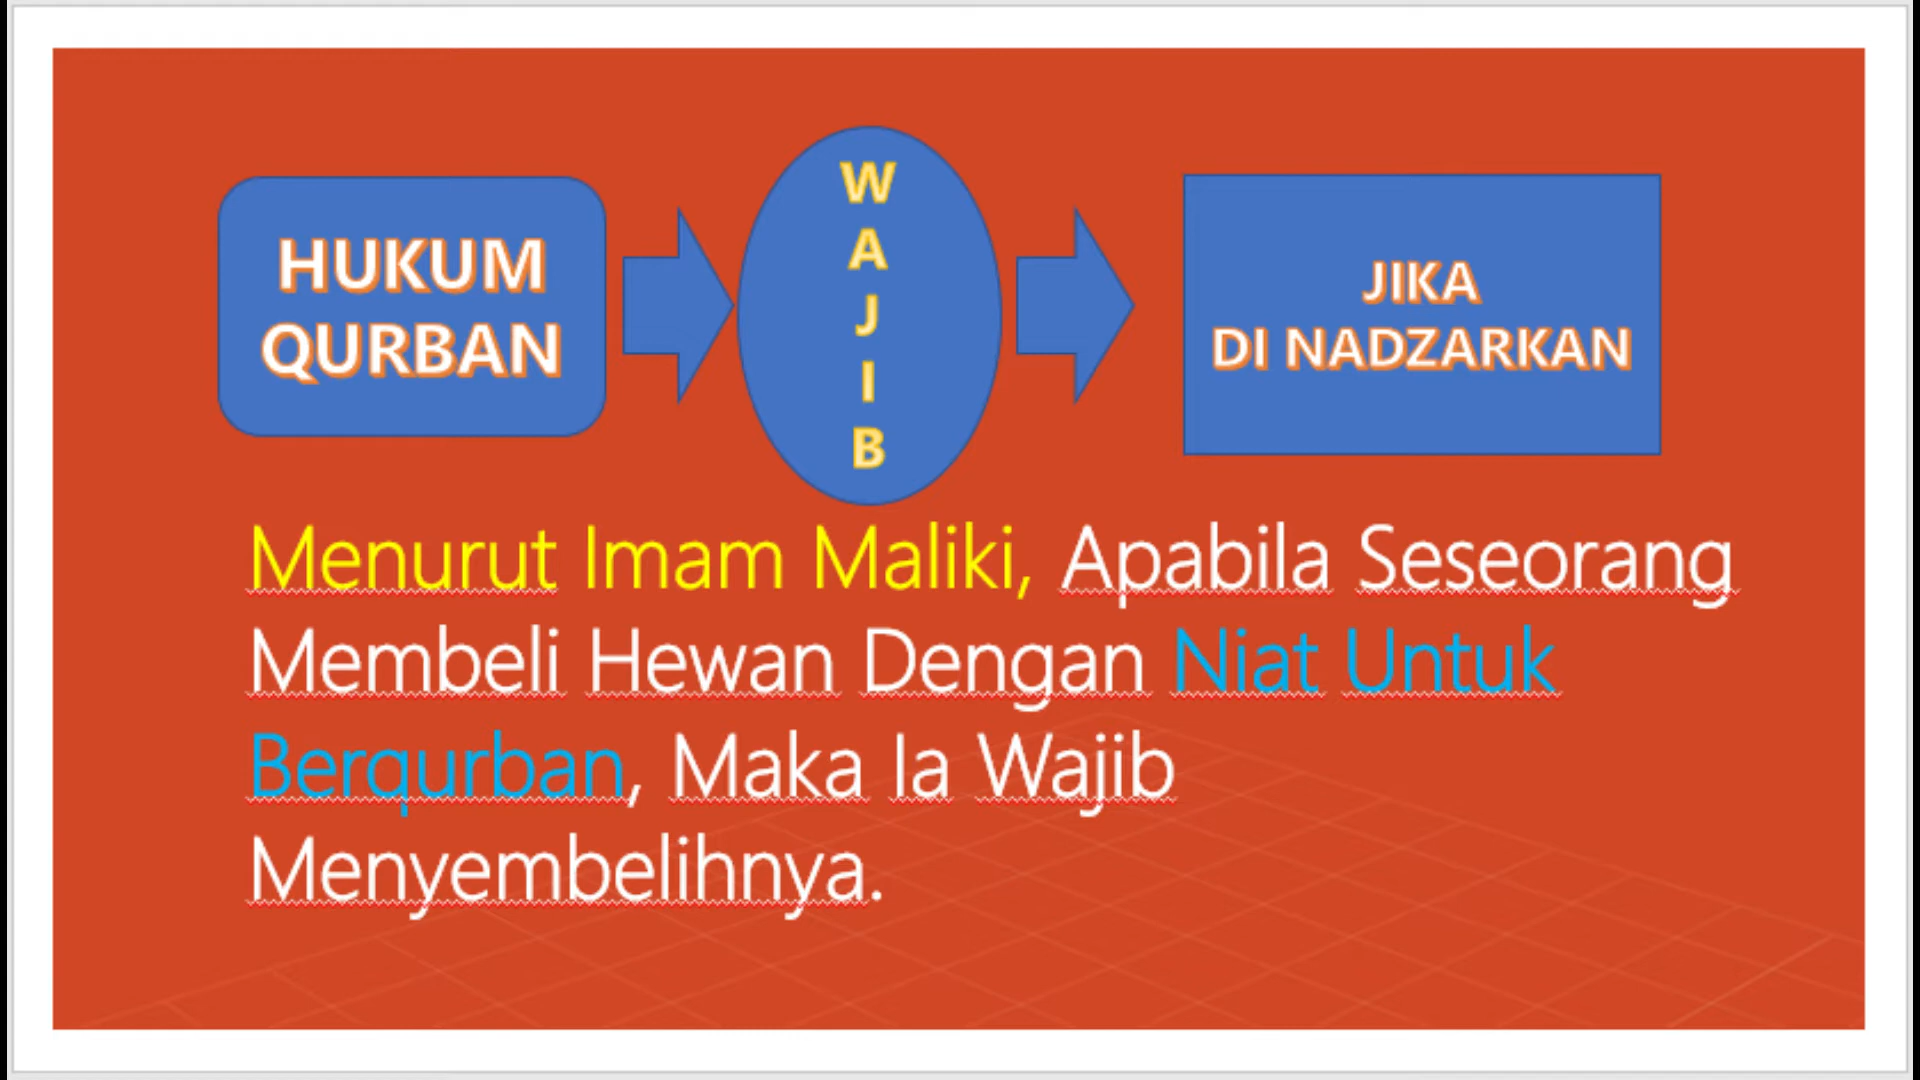 HUKUM
QURBAN
W
A
J
I
B
JIKA
DI NADZARKAN
Menurut Imam Maliki, Apabila Seseorang
Membeli Hewan Dengan Niat Untuk
Berqurban, Maka Ia Wajib
Menyembelihnya.